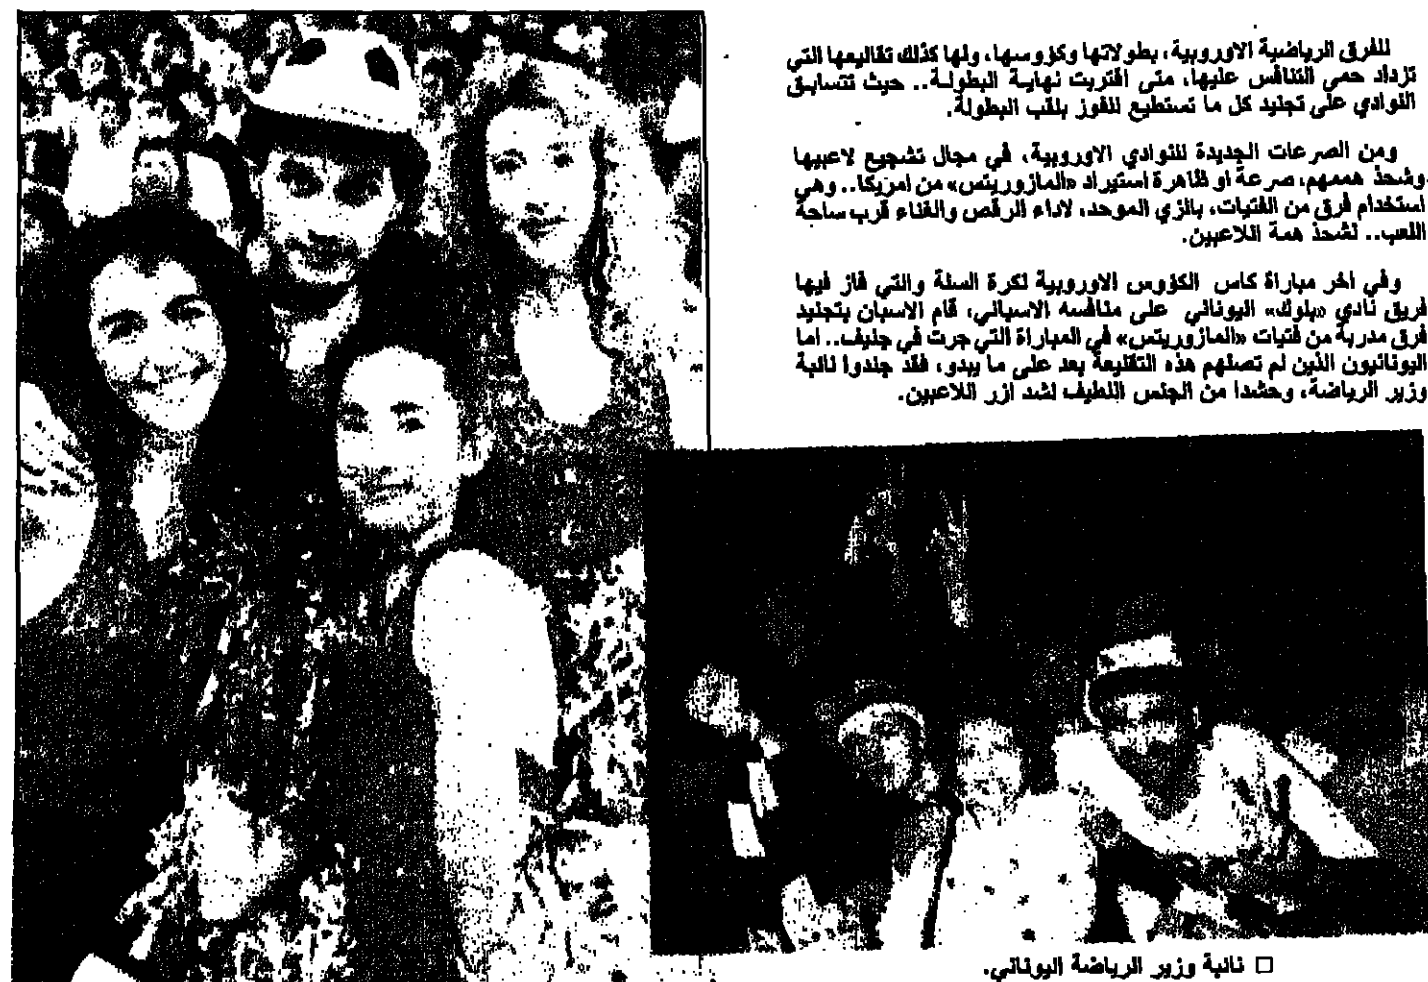 للفرق الرياضية الاوروبية، بطولاتها وكؤوسها، ولها كذلك تقاليعها التي
تزداد حمى التنافس عليها، متى اقتربت نهاية البطولة.. حيث تتسابق
النوادي على تجنيد كل ما تستطيع للفوز بلقب البطولة.
ومن الصرعات الجديدة للنوادي الاوروبية، في مجال تشجيع لاعبيها
وشحذ هممهم، صرعة او ظاهرة استيراد «المازوريتس» من امريكا.. وهي
استخدام فرق من الفتيات، بالزي الموحد، لاداء الرقص والغناء قرب ساحة
اللعب.. لشحذ همة اللاعبين.
وفي اخر مباراة كاس الكؤوس الاوروبية لكرة السلة والتي فاز فيها
فريق نادي «بلوك» اليوناني على منافسه الاسباني، قام الاسبان بتجنيد
فرق مدربة من فتيات «المازوريتس» في المباراة التي جرت في جنيف.. اما
اليونانيون الذين لم تصلهم هذه التقليعة بعد على ما يبدو، فقد جندوا نائبة
وزير الرياضة، وحشدا من الجنس اللطيف لشد ازر اللاعبين.
□ نائبة وزير الرياضة اليوناني.